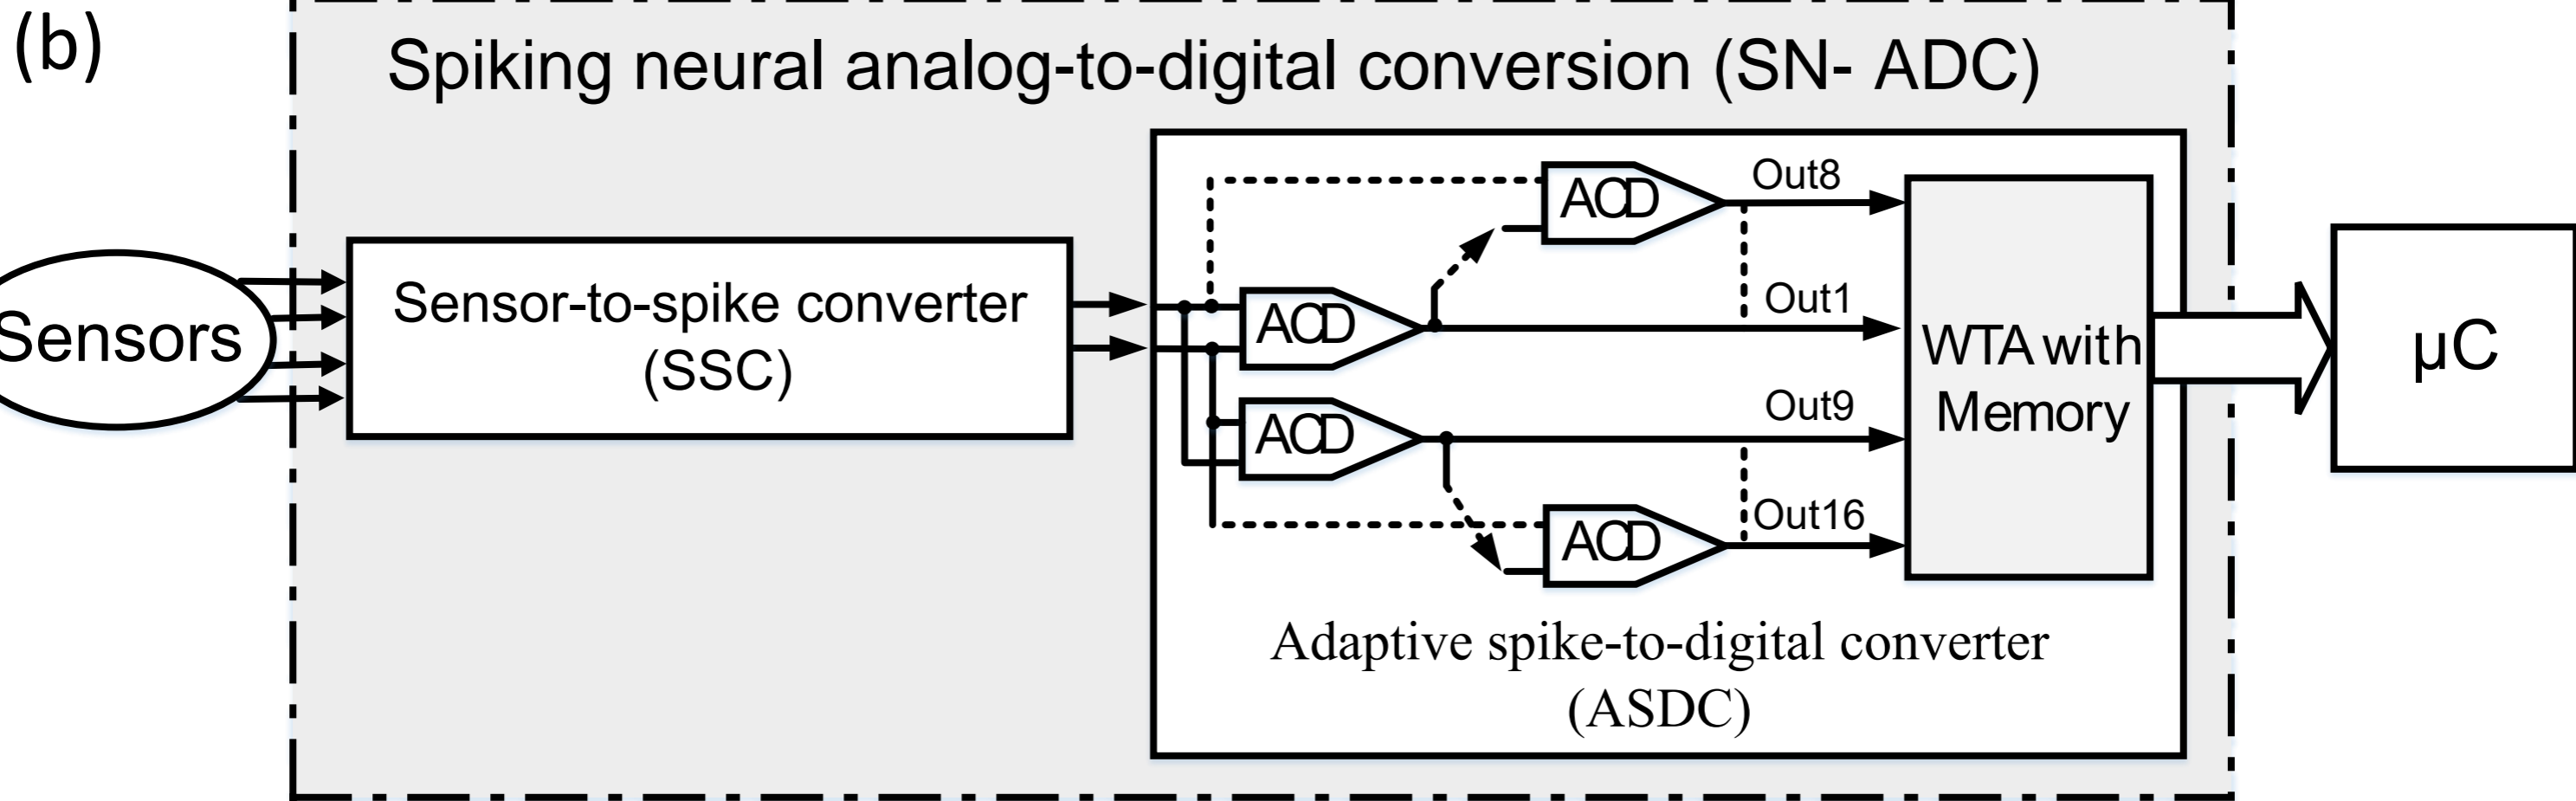 (b)
Spiking neural analog-to-digital conversion (SN- ADC)
Sensors
Sensor-to-spike converter
(SSC)
ACD
Out8
ACD
Out1
ACD
Out9
ACD
Out16
WTA with
Memory
µC
Adaptive spike-to-digital converter
(ASDC)